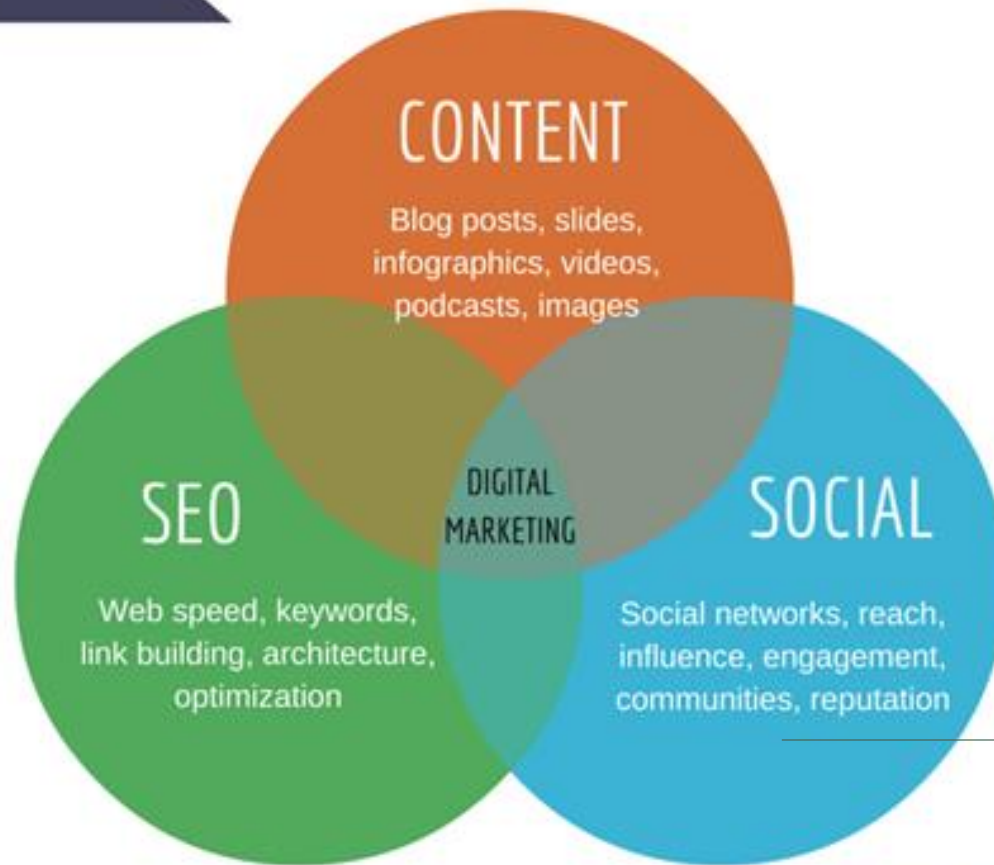 CONTENT
Blog posts, slides,
infographics, videos,
podcasts, images
SEO
Web speed, keywords,
link building, architecture,
optimization
DIGITAL
MARKETING
SOCIAL
Social networks, reach,
influence, engagement,
communities, reputation